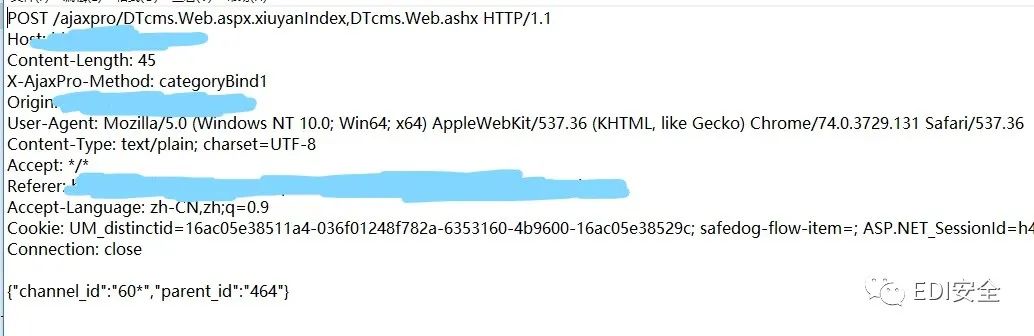 POST /ajaxpro/DTcms.Web.aspx.xiuyanIndex,DTcms.Web.ashx HTTP/1.1
Host:
Content-Length: 45
X-AjaxPro-Method: categoryBind1
Origin:
User-Agent: Mozilla/5.0 (Windows NT 10.0; Win64; x64) AppleWebKit/537.36 (KHTML, like Gecko) Chrome/74.0.3729.131 Safari/537.36
Content-Type: text/plain; charset=UTF-8
Accept: */*
Referer:
Accept-Language: zh-CN,zh;q=0.9
Cookie: UM_distinctid=16ac05e38511a4-036f01248f782a-6353160-4b9600-16ac05e38529c; safedog-flow-item=; ASP.NET_SessionId=h4
Connection: close
{"channel_id":"60*","parent_id":"464"}
EDI安全